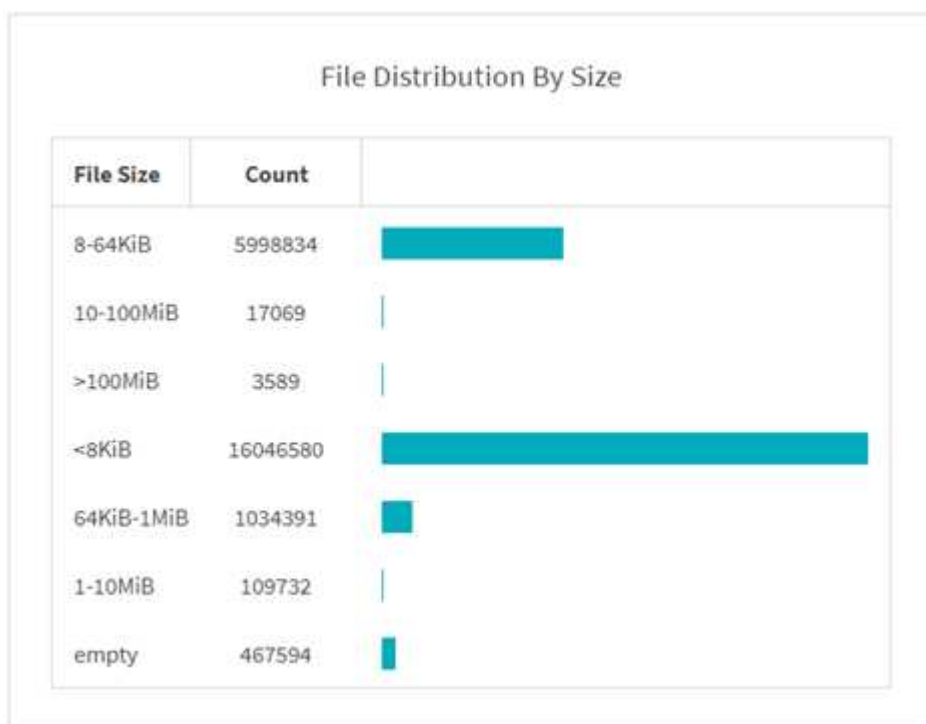 File Distribution By Size
File Size Count
8-64KiB 5998834
10-100MiB 17069
>100MiB 3589
<8KiB 16046580
64KiB-1MiB 1034391
1-10MiB 109732
empty 467594